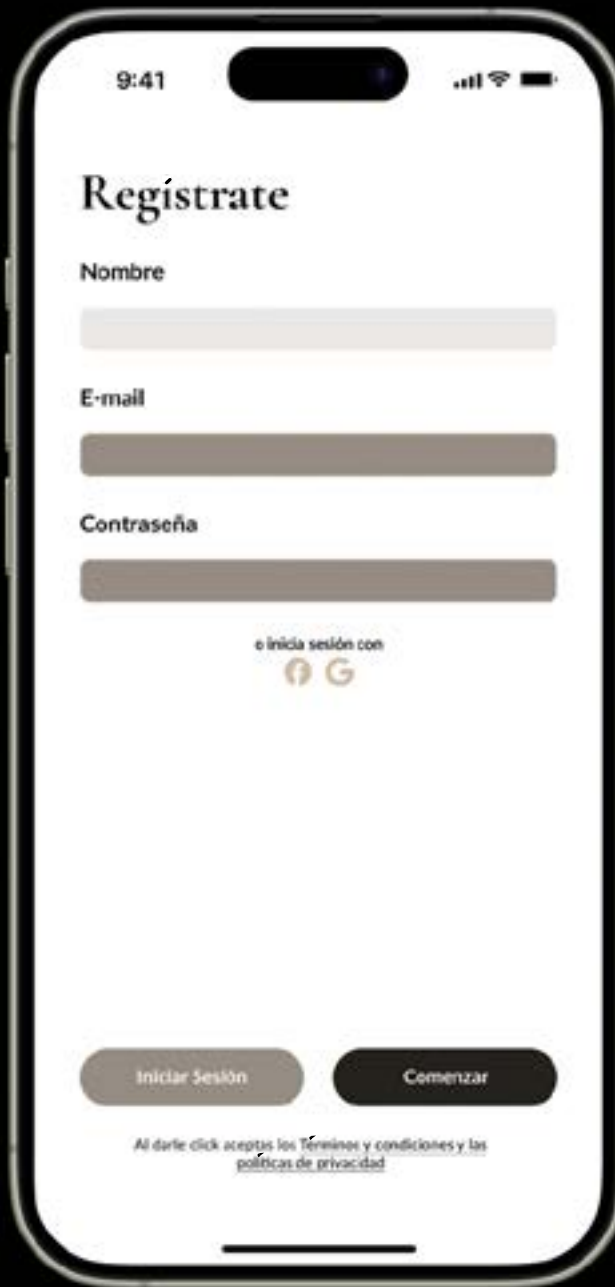 9:41
Regístrate
Nombre
E-mail
Contraseña
o inicia sesión con
Iniciar Sesión
Comenzar
Al darle click aceptas los Términos y condiciones y las
políticas de privacidad